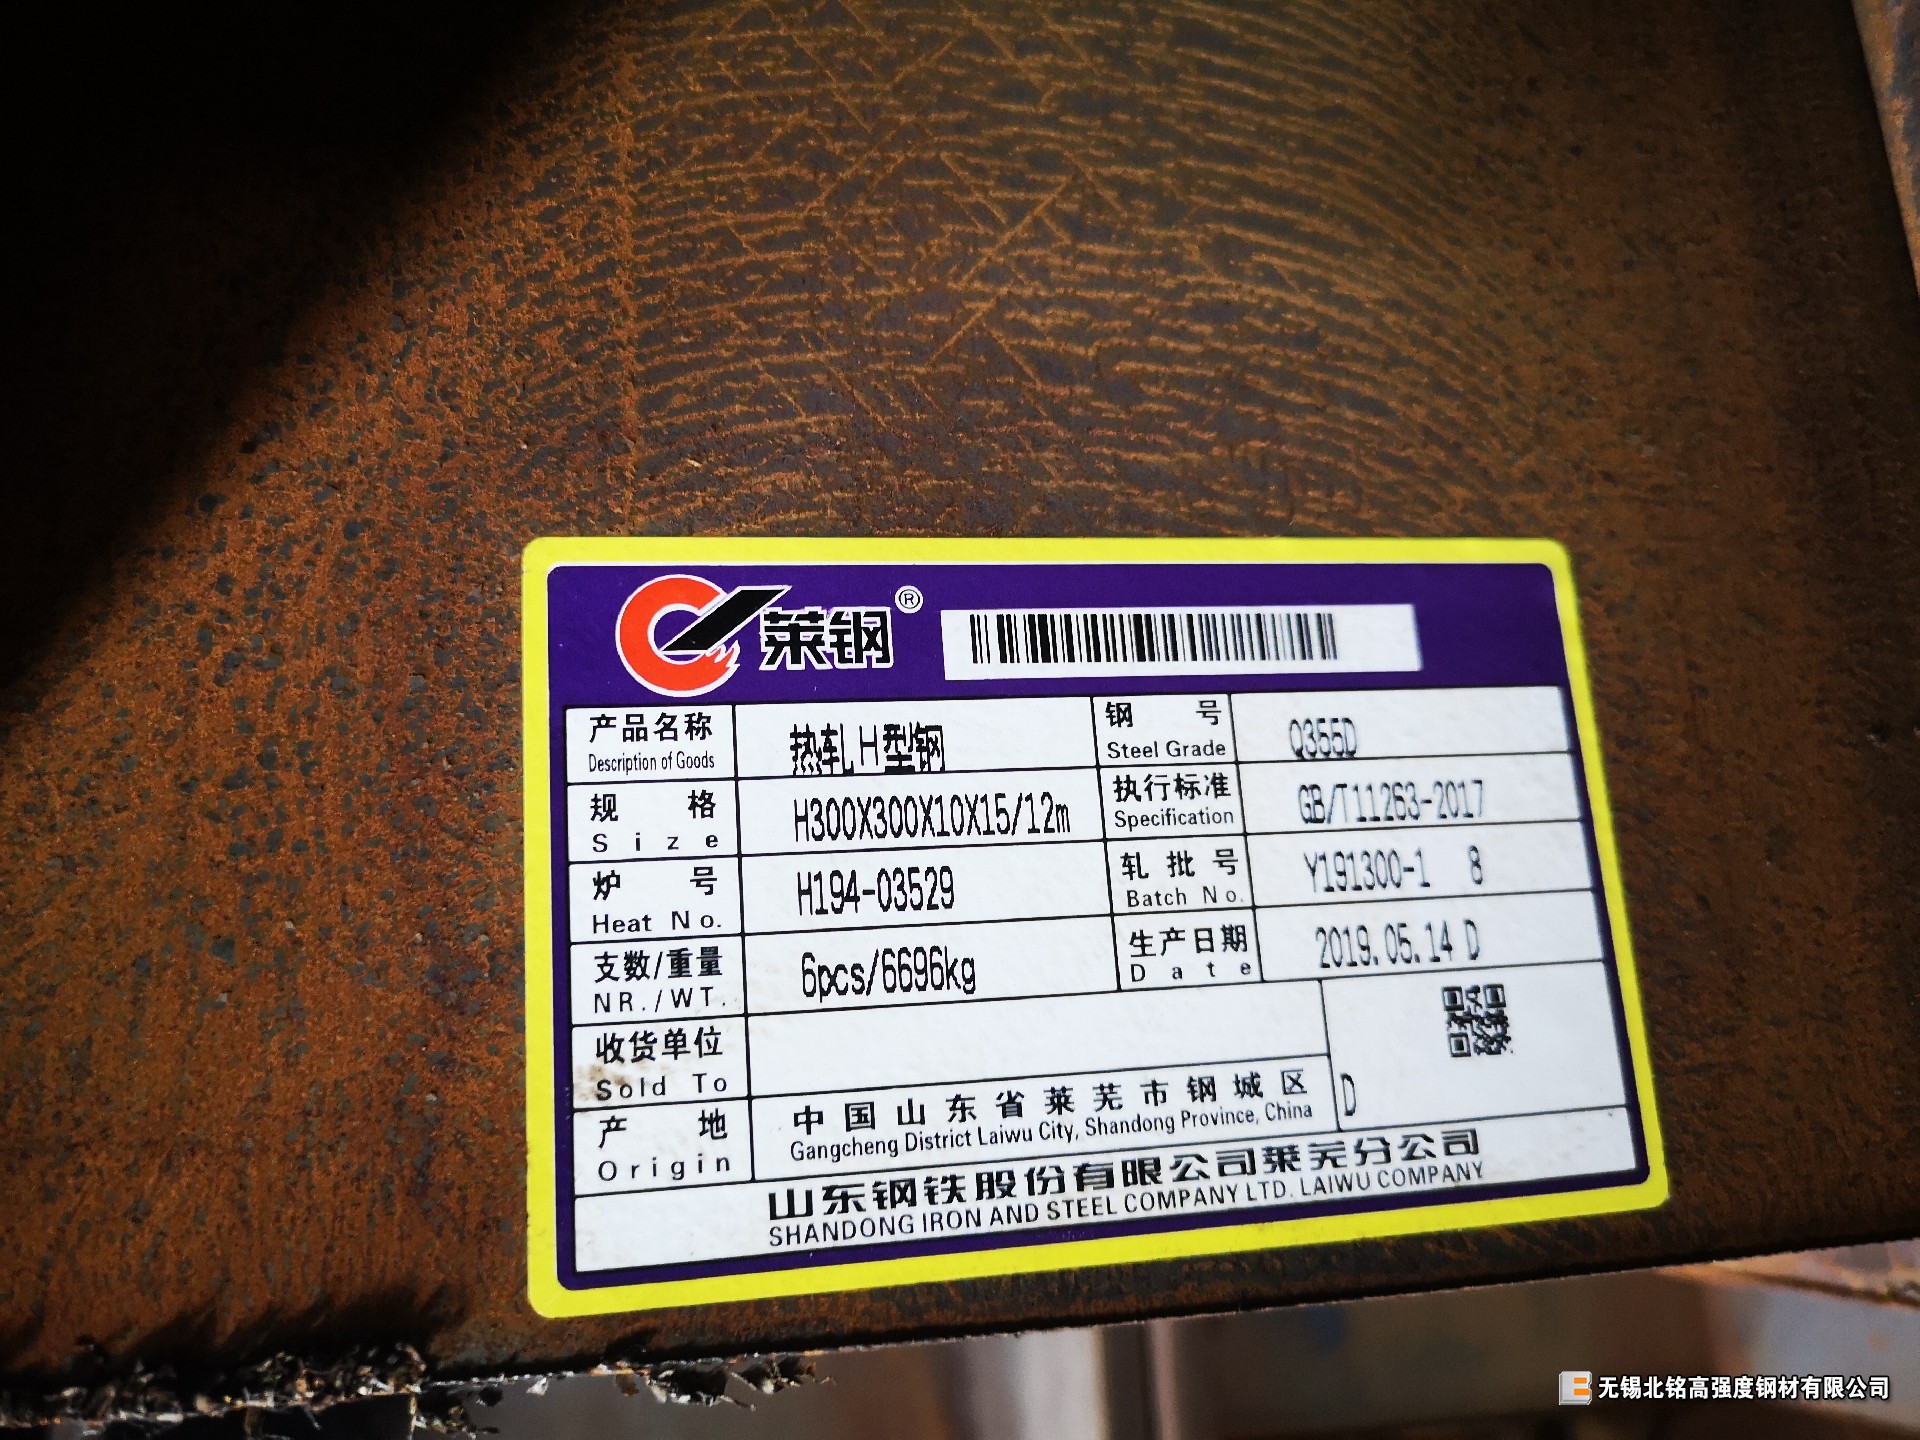 莱钢®
产品名称 热轧H型钢 钢号 Q355D
Description of Goods Steel Grade
规格 H300X300X10X15/12m 执行标准 GB/T11263-2017
Size Specification
炉号 H194-03529 轧批号 Y191300-1 8
Heat No. Batch No.
支数/重量 6pcs/6696kg 生产日期 2019.05.14 D
NR./WT. Date
收货单位
Sold To
产地 中国山东省莱芜市钢城区 D
Origin Gangcheng District Laiwu City, Shandong Province, China
山东钢铁股份有限公司莱芜分公司
SHANDONG IRON AND STEEL COMPANY LTD. LAIWU COMPANY
无锡北铭高强度钢材有限公司